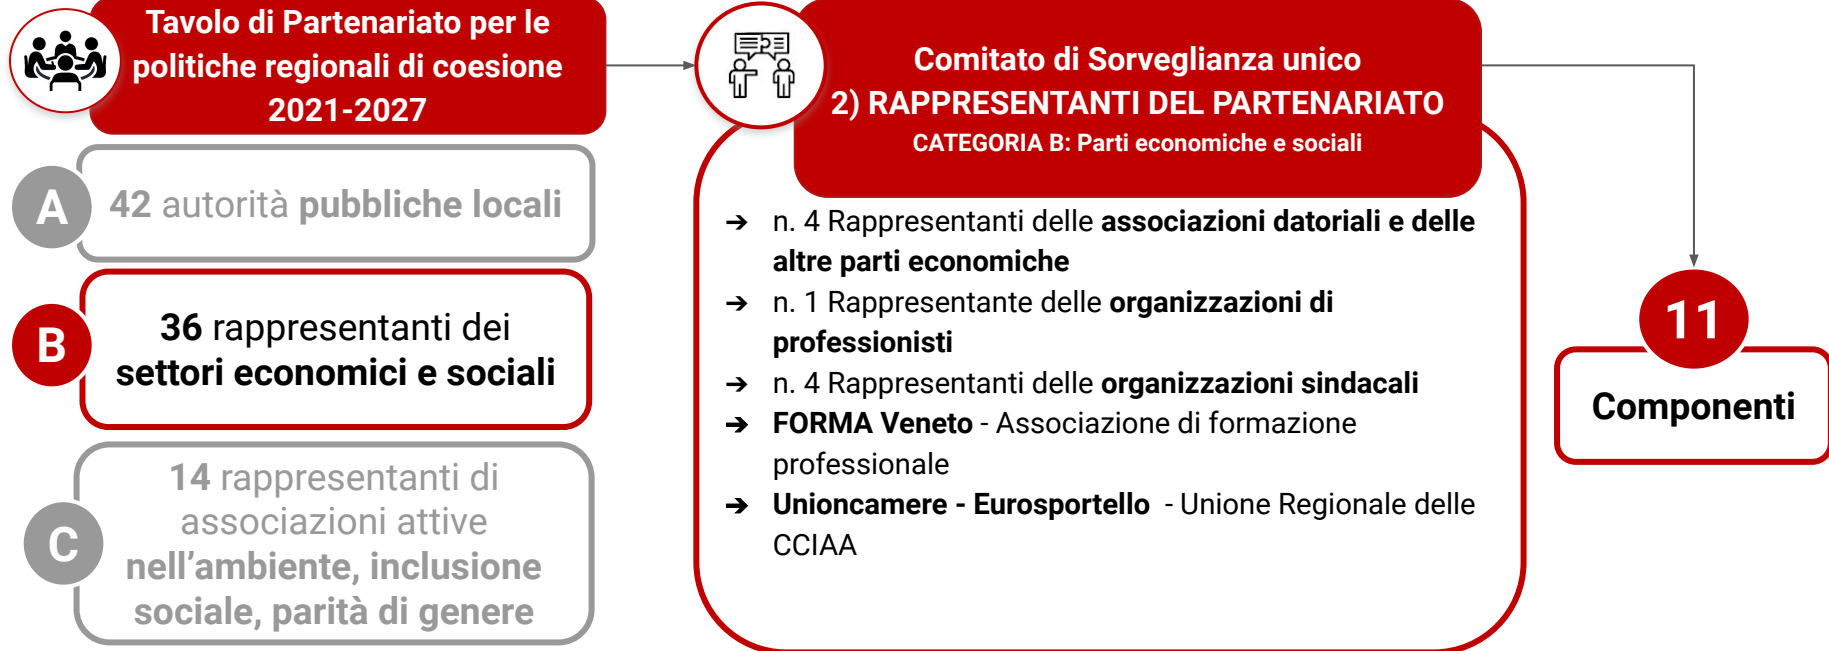 Tavolo di Partenariato per le
politiche regionali di coesione
2021-2027
A
42 autorità pubbliche locali
B
36 rappresentanti dei
settori economici e sociali
C
14 rappresentanti di
associazioni attive
nell’ambiente, inclusione
sociale, parità di genere
Comitato di Sorveglianza unico
2) RAPPRESENTANTI DEL PARTENARIATO
CATEGORIA B: Parti economiche e sociali
➔ n. 4 Rappresentanti delle associazioni datoriali e delle
altre parti economiche
➔ n. 1 Rappresentante delle organizzazioni di
professionisti
➔ n. 4 Rappresentanti delle organizzazioni sindacali
➔ FORMA Veneto - Associazione di formazione
professionale
➔ Unioncamere - Eurosportello - Unione Regionale delle
CCIAA
11
Componenti